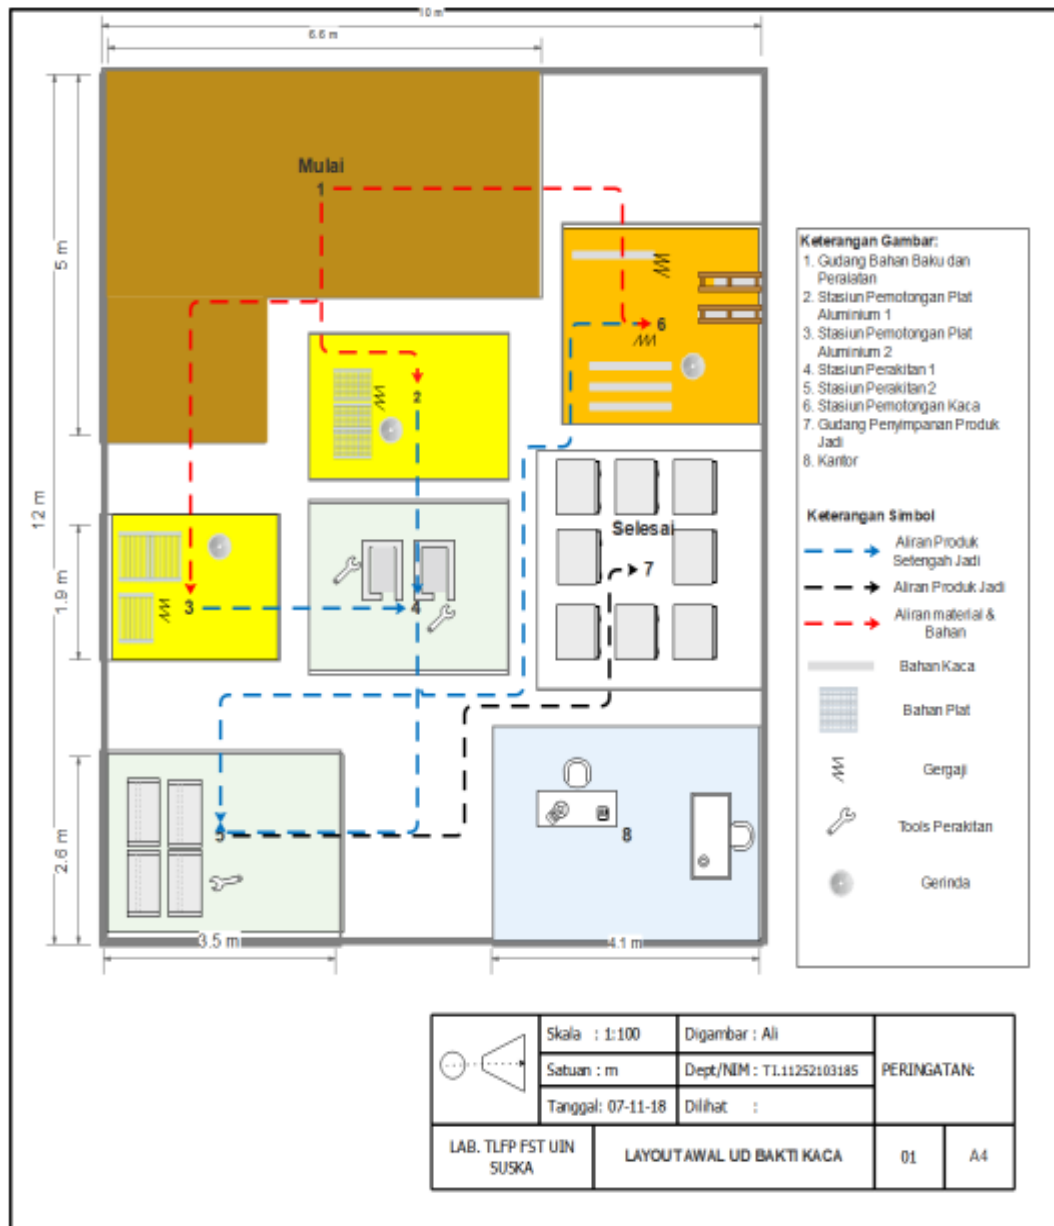 10 m
6.6 m
Mulai
1
5 m
12 m
1.9 m
2.6 m
2
6
3
4
Selesai
7
5
8
3.5 m
4.1 m
Keterangan Gambar:
1. Gudang Bahan Baku dan
Peralatan
2. Stasiun Pemotongan Plat
Aluminium 1
3. Stasiun Pemotongan Plat
Aluminium 2
4. Stasiun Perakitan 1
5. Stasiun Perakitan 2
6. Stasiun Pemotongan Kaca
7. Gudang Penyimpanan Produk
Jadi
8. Kantor
Keterangan Simbol
Aliran Produk
Setengah Jadi
Aliran Produk Jadi
Aliran material &
Bahan
Bahan Kaca
Bahan Plat
Gergaji
Tools Perakitan
Gerinda
Skala : 1:100
Digambar : Ali
Satuan : m
Dept/NIM : TI.11252103185
PERINGATAN:
Tanggal: 07-11-18
Dilihat :
LAB. TLFP FST UIN
SUSKA
LAYOUT AWAL UD BAKTI KACA
01
A4